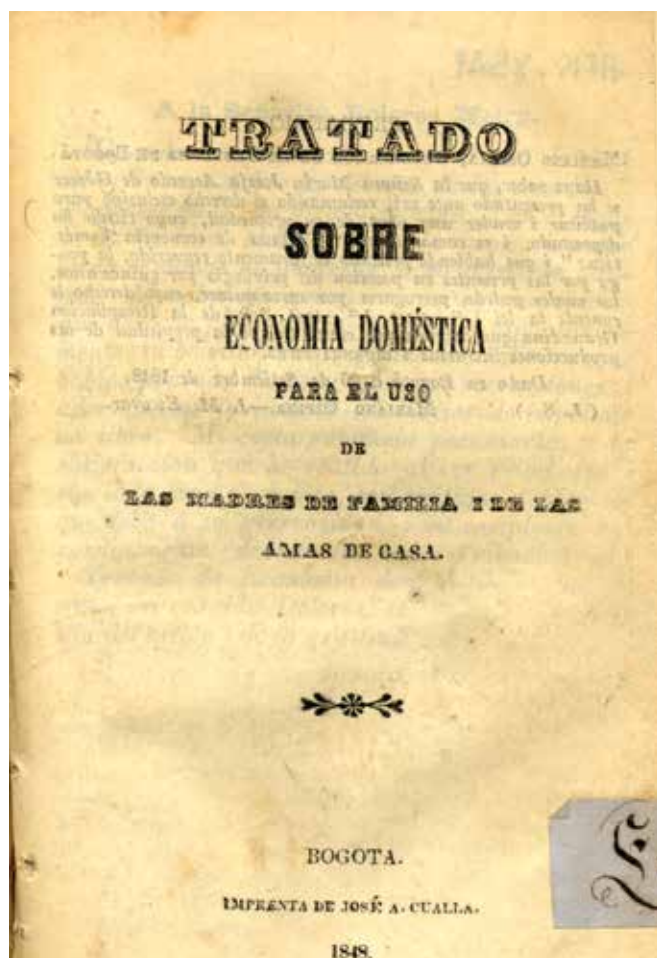 TRATADO
SOBRE
ECONOMIA DOMÉSTICA
PARA EL USO
DE
LAS MADRES DE FAMILIA I DE LAS
AMAS DE CASA.
BOGOTA.
IMPRENTA DE JOSÉ A. CUALLA.
1848.